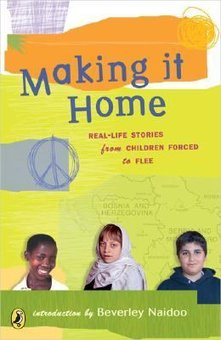 Making it
Home
REAL-LIFE STORIES
from CHILDREN FORCED
to FLEE
BOSNIA AND
HERZEGOVINA
introduction by Beverley Naidoo